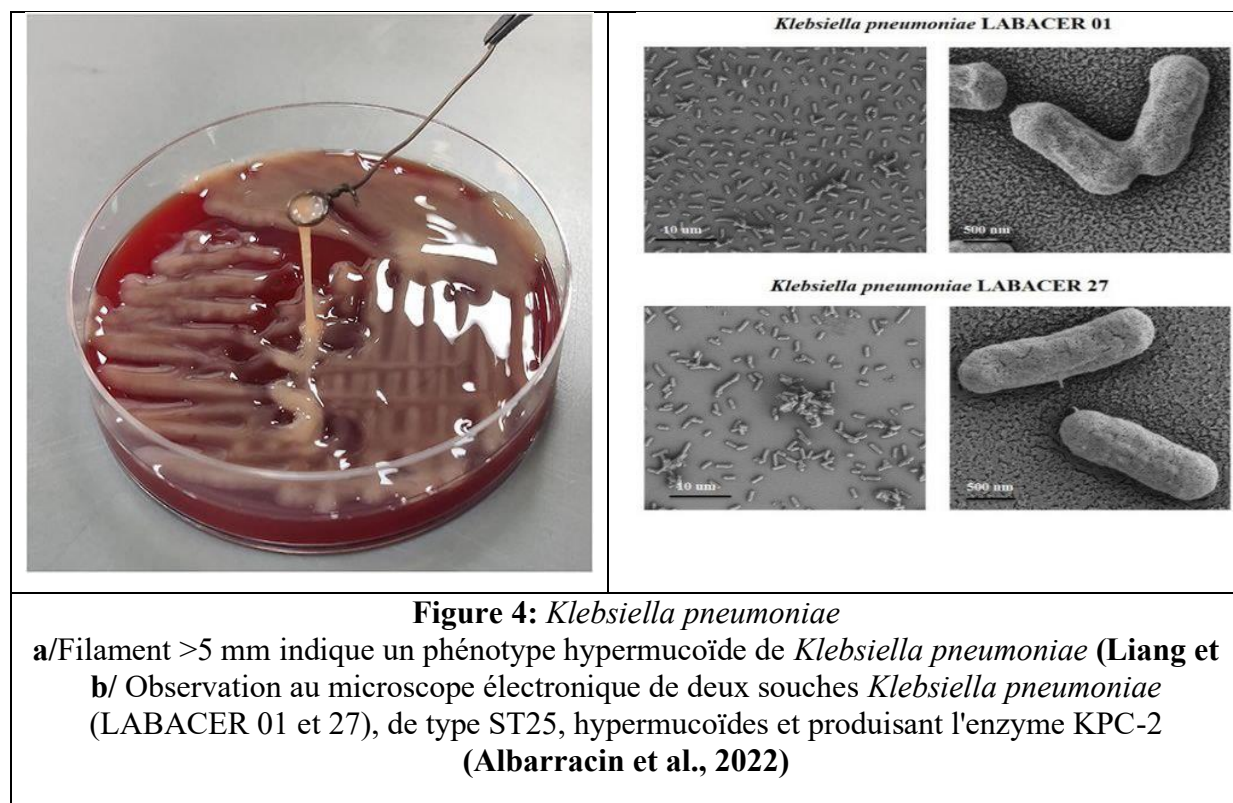 Klebsiella pneumoniae LABACER 01
10 um
500 nm
Klebsiella pneumoniae LABACER 27
10 um
500 nm
Figure 4: Klebsiella pneumoniae
a/Filament >5 mm indique un phénotype hypermucoïde de Klebsiella pneumoniae (Liang et
b/ Observation au microscope électronique de deux souches Klebsiella pneumoniae
(LABACER 01 et 27), de type ST25, hypermucoïdes et produisant l'enzyme KPC-2
(Albarracin et al., 2022)